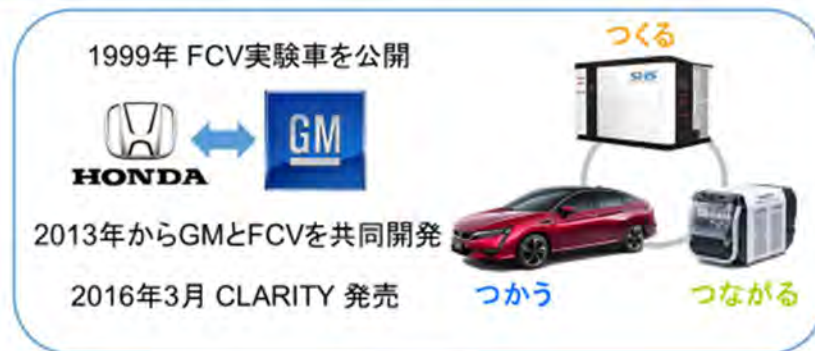 1999年 FCV実験車を公開
HONDA
GM
2013年からGMとFCVを共同開発
2016年3月 CLARITY 発売
つくる
SHS
つかう
つながる